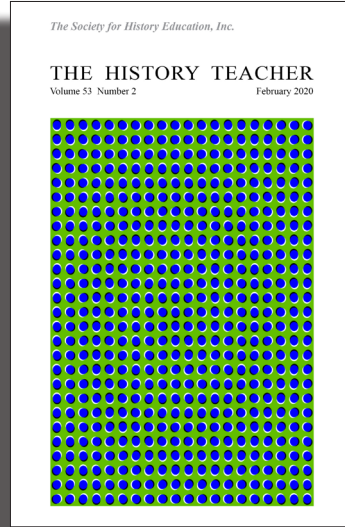 The Society for History Education, Inc.
THE HISTORY TEACHER
Volume 53 Number 2 February 2020